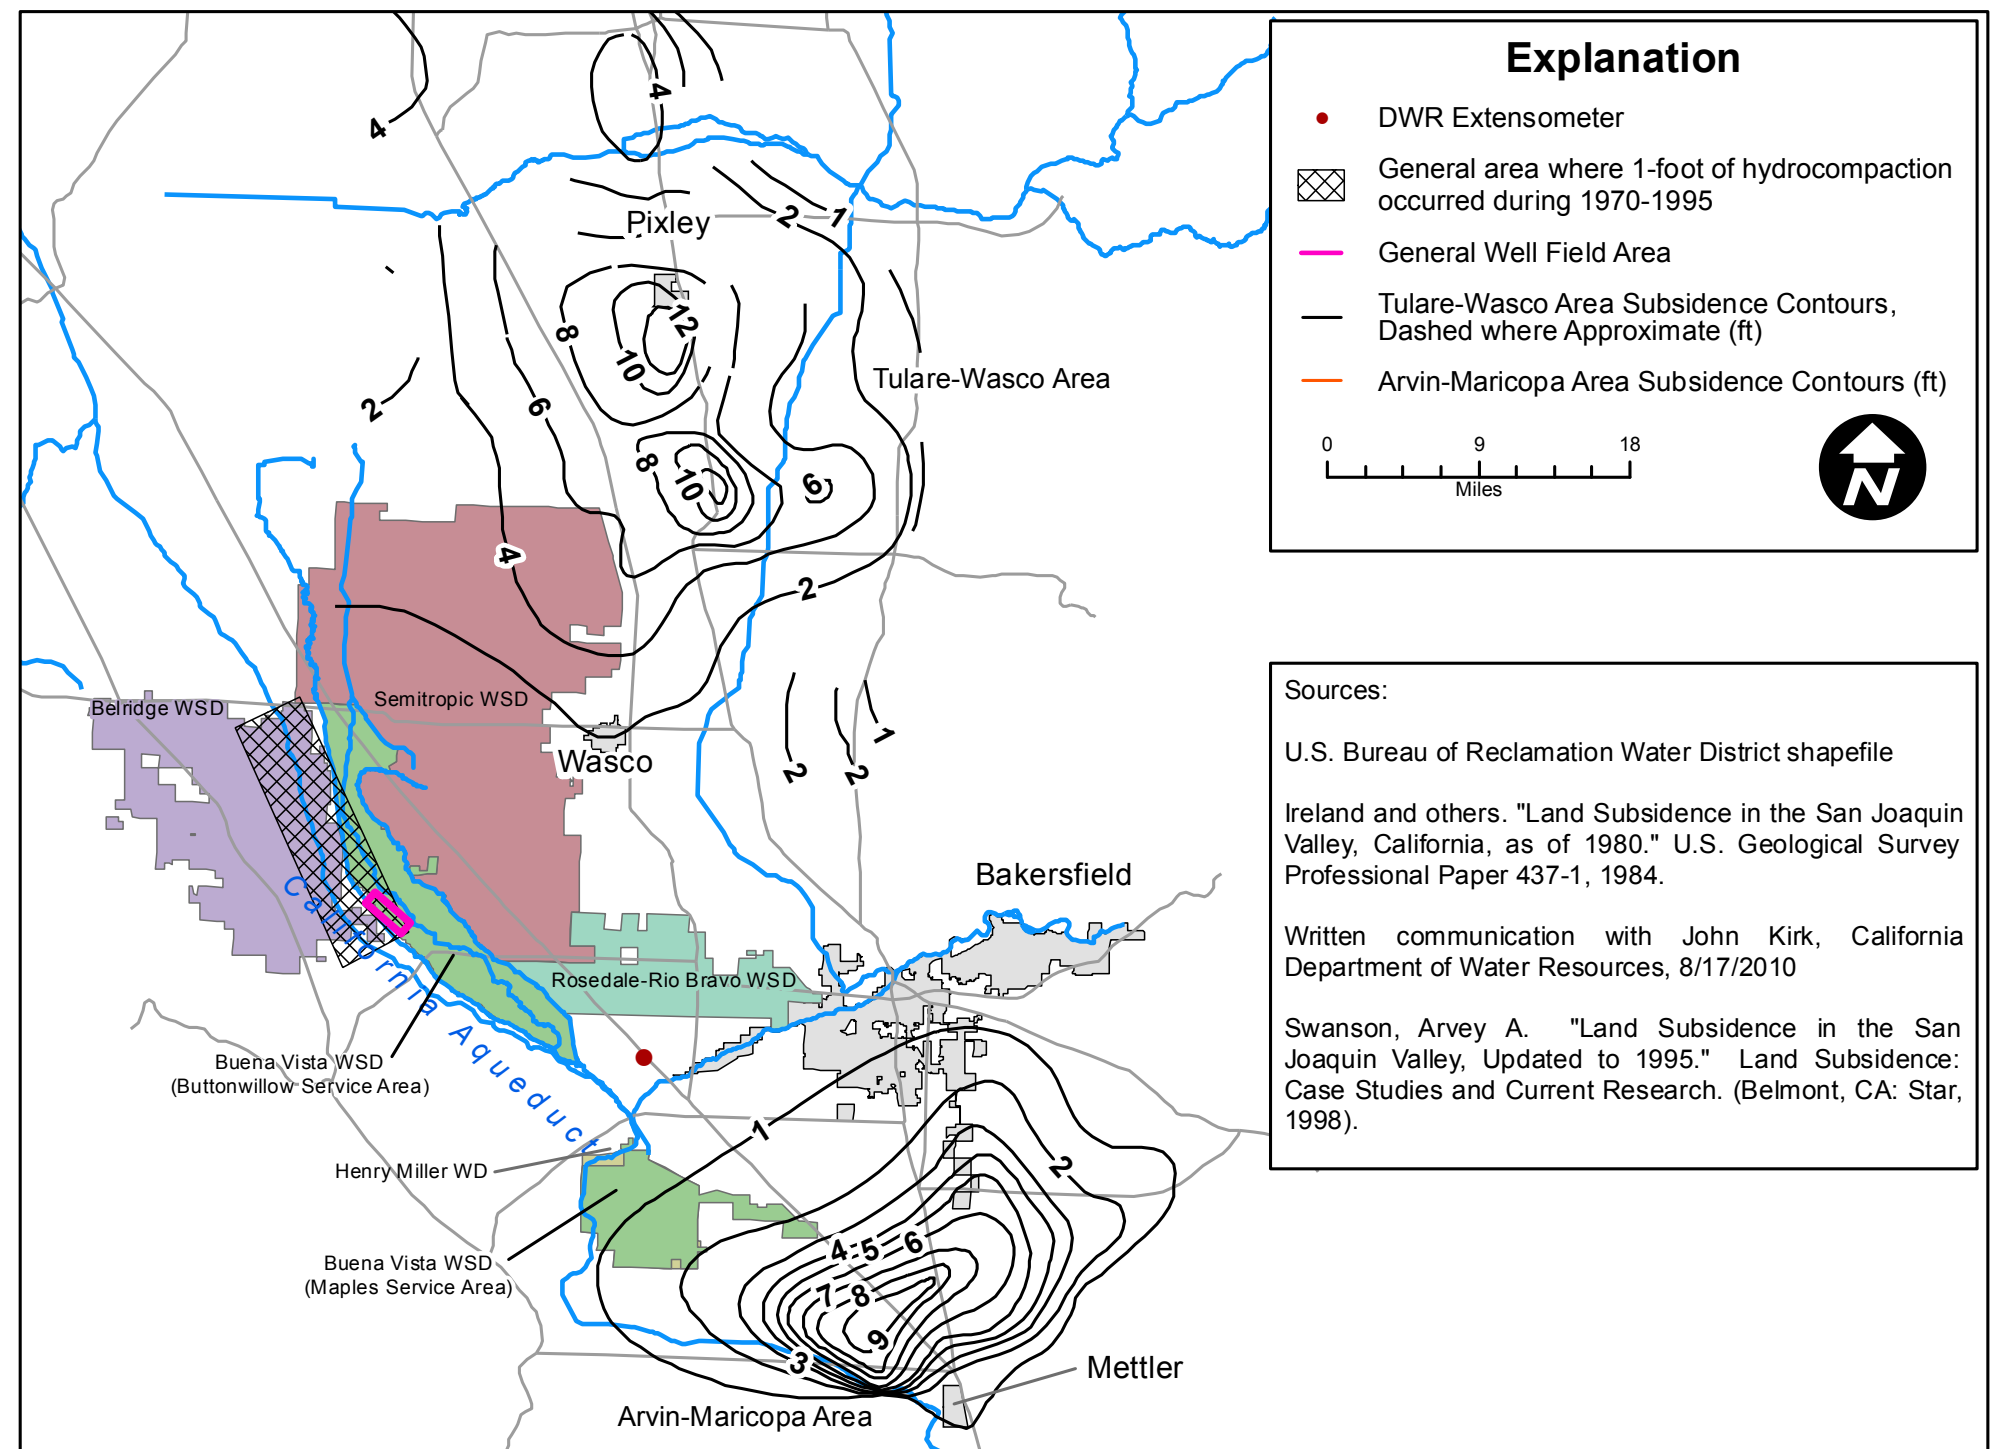 Explanation
DWR Extensometer
General area where 1-foot of hydrocompaction
occurred during 1970-1995
General Well Field Area
Tulare-Wasco Area Subsidence Contours,
Dashed where Approximate (ft)
Arvin-Maricopa Area Subsidence Contours (ft)
0 9 18
Miles
N
Sources:
U.S. Bureau of Reclamation Water District shapefile
Ireland and others. "Land Subsidence in the San Joaquin
Valley, California, as of 1980." U.S. Geological Survey
Professional Paper 437-1, 1984.
Written communication with John Kirk, California
Department of Water Resources, 8/17/2010
Swanson, Arvey A. "Land Subsidence in the San
Joaquin Valley, Updated to 1995." Land Subsidence:
Case Studies and Current Research. (Belmont, CA: Star,
1998).
4
4
Pixley
2
1
12
8
10
Tulare-Wasco Area
6
2
8
10
6
4
2
Belridge WSD
Semitropic WSD
Wasco
1
2
2
Bakersfield
California Aqueduct
Rosedale-Rio Bravo WSD
Buena Vista WSD
(Buttonwillow Service Area)
1
2
Henry Miller WD
4
5
6
Buena Vista WSD
(Maples Service Area)
7
8
9
3
Mettler
Arvin-Maricopa Area